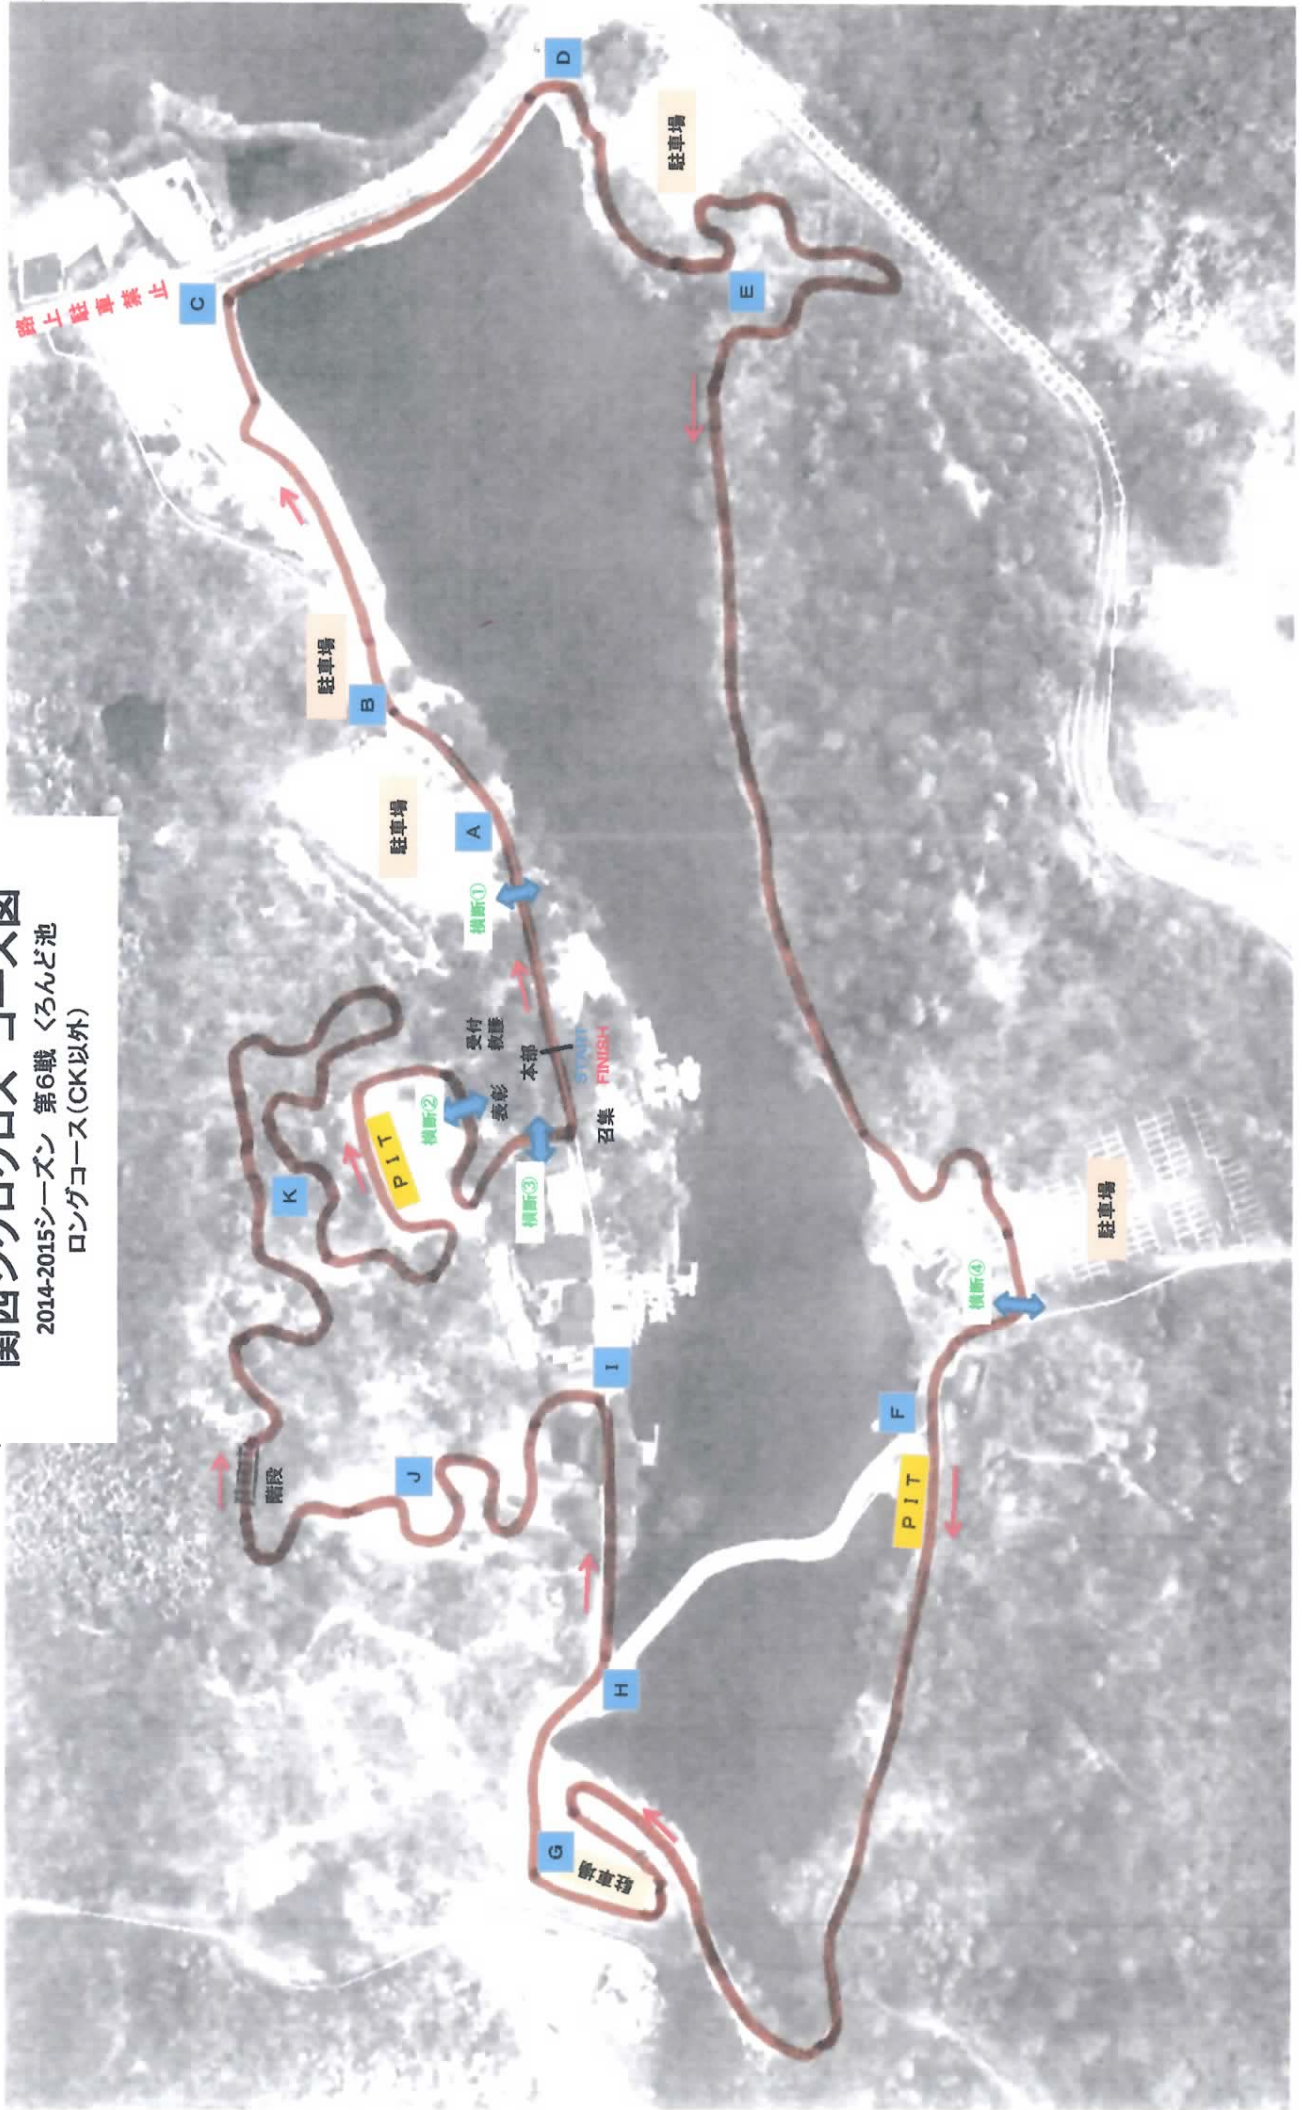 関西シクロクロス コース図
2014-2015シーズン 第6戦 くろんど池
ロングコース(CK以外)
路上駐車禁止
C
D
駐車場
E
駐車場
B
駐車場
A
横断①
受付
救護
本部
START
FINISH
表彰
召集
横断②
横断③
PIT
K
階段
J
I
駐車場
横断④
F
PIT
H
G
駐車場